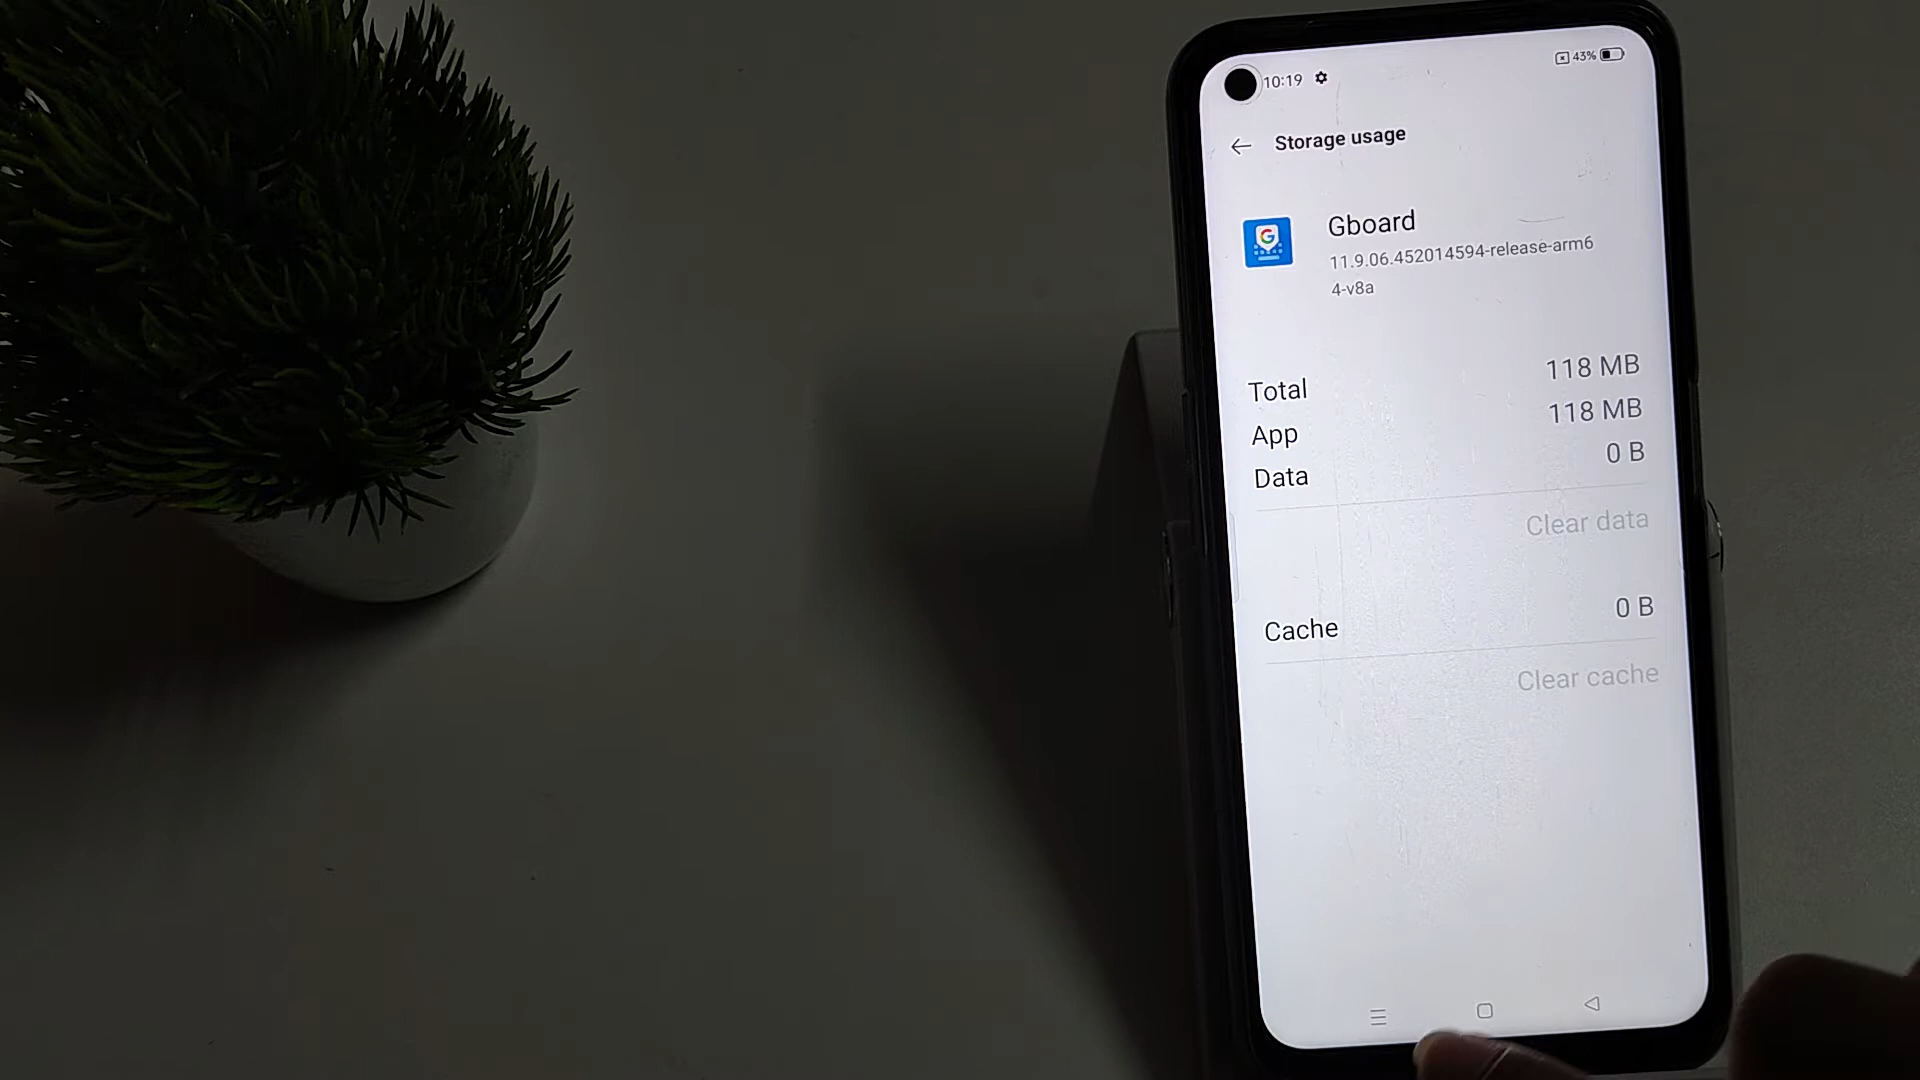 10:19
43%
Storage usage
Gboard
11.9.06.452014594-release-arm6
4-v8a
Total 118 MB
App 118 MB
Data 0 B
Clear data
Cache 0 B
Clear cache